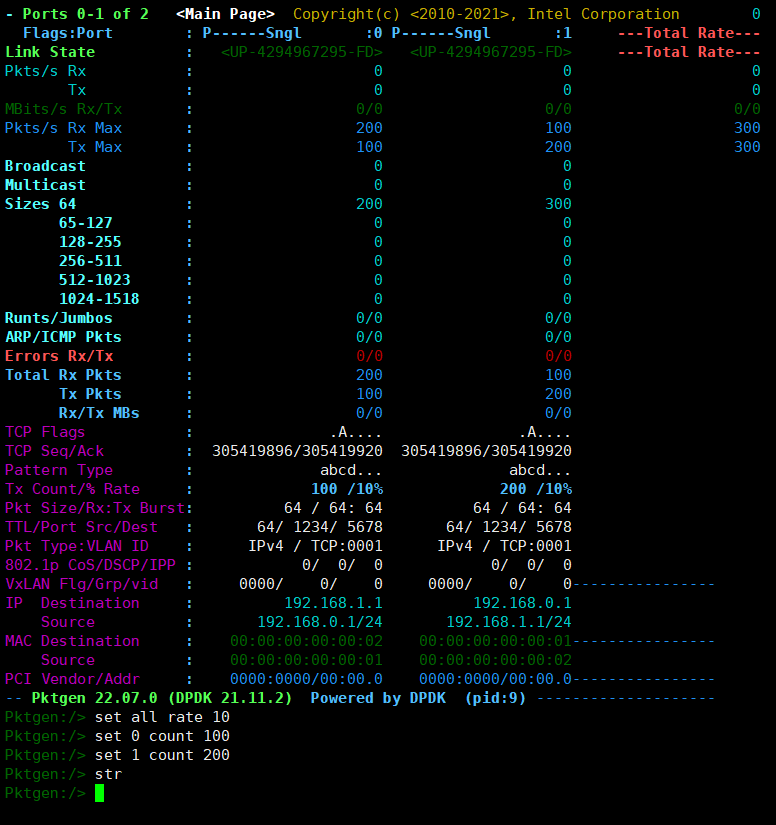 - Ports 0-1 of 2   <Main Page>  Copyright(c) <2010-2021>, Intel Corporation        0
  Flags:Port        : P------Sngl       :0 P------Sngl       :1     ---Total Rate---
Link State          :   <UP-4294967295-FD>   <UP-4294967295-FD>     ---Total Rate---
Pkts/s Rx           :                    0                    0                    0
       Tx           :                    0                    0                    0
MBits/s Rx/Tx       :                  0/0                  0/0                  0/0
Pkts/s Rx Max       :                  200                  100                  300
       Tx Max       :                  100                  200                  300
Broadcast           :                    0                    0
Multicast           :                    0                    0
Sizes 64            :                  200                  300
      65-127        :                    0                    0
      128-255       :                    0                    0
      256-511       :                    0                    0
      512-1023      :                    0                    0
      1024-1518     :                    0                    0
Runts/Jumbos        :                  0/0                  0/0
ARP/ICMP Pkts       :                  0/0                  0/0
Errors Rx/Tx        :                  0/0                  0/0
Total Rx Pkts       :                  200                  100
      Tx Pkts       :                  100                  200
      Rx/Tx MBs     :                  0/0                  0/0
TCP Flags           :               .A....               .A....
TCP Seq/Ack         :  305419896/305419920  305419896/305419920
Pattern Type        :              abcd...              abcd...
Tx Count/% Rate     :             100 /10%             200 /10%
Pkt Size/Rx:Tx Burst:          64 / 64: 64          64 / 64: 64
TTL/Port Src/Dest   :       64/ 1234/ 5678       64/ 1234/ 5678
Pkt Type:VLAN ID    :      IPv4 / TCP:0001      IPv4 / TCP:0001
802.1p CoS/DSCP/IPP :            0/  0/  0            0/  0/  0
VxLAN Flg/Grp/vid   :     0000/    0/    0     0000/    0/    0----------------
IP  Destination     :          192.168.1.1          192.168.0.1
    Source          :       192.168.0.1/24       192.168.1.1/24
MAC Destination     :    00:00:00:00:00:02    00:00:00:00:00:01----------------
    Source          :    00:00:00:00:00:01    00:00:00:00:00:02
PCI Vendor/Addr     :    0000:0000/00:00.0    0000:0000/00:00.0----------------
-- Pktgen 22.07.0 (DPDK 21.11.2)  Powered by DPDK  (pid:9) --------------------
Pktgen:/> set all rate 10
Pktgen:/> set 0 count 100
Pktgen:/> set 1 count 200
Pktgen:/> str
Pktgen:/>